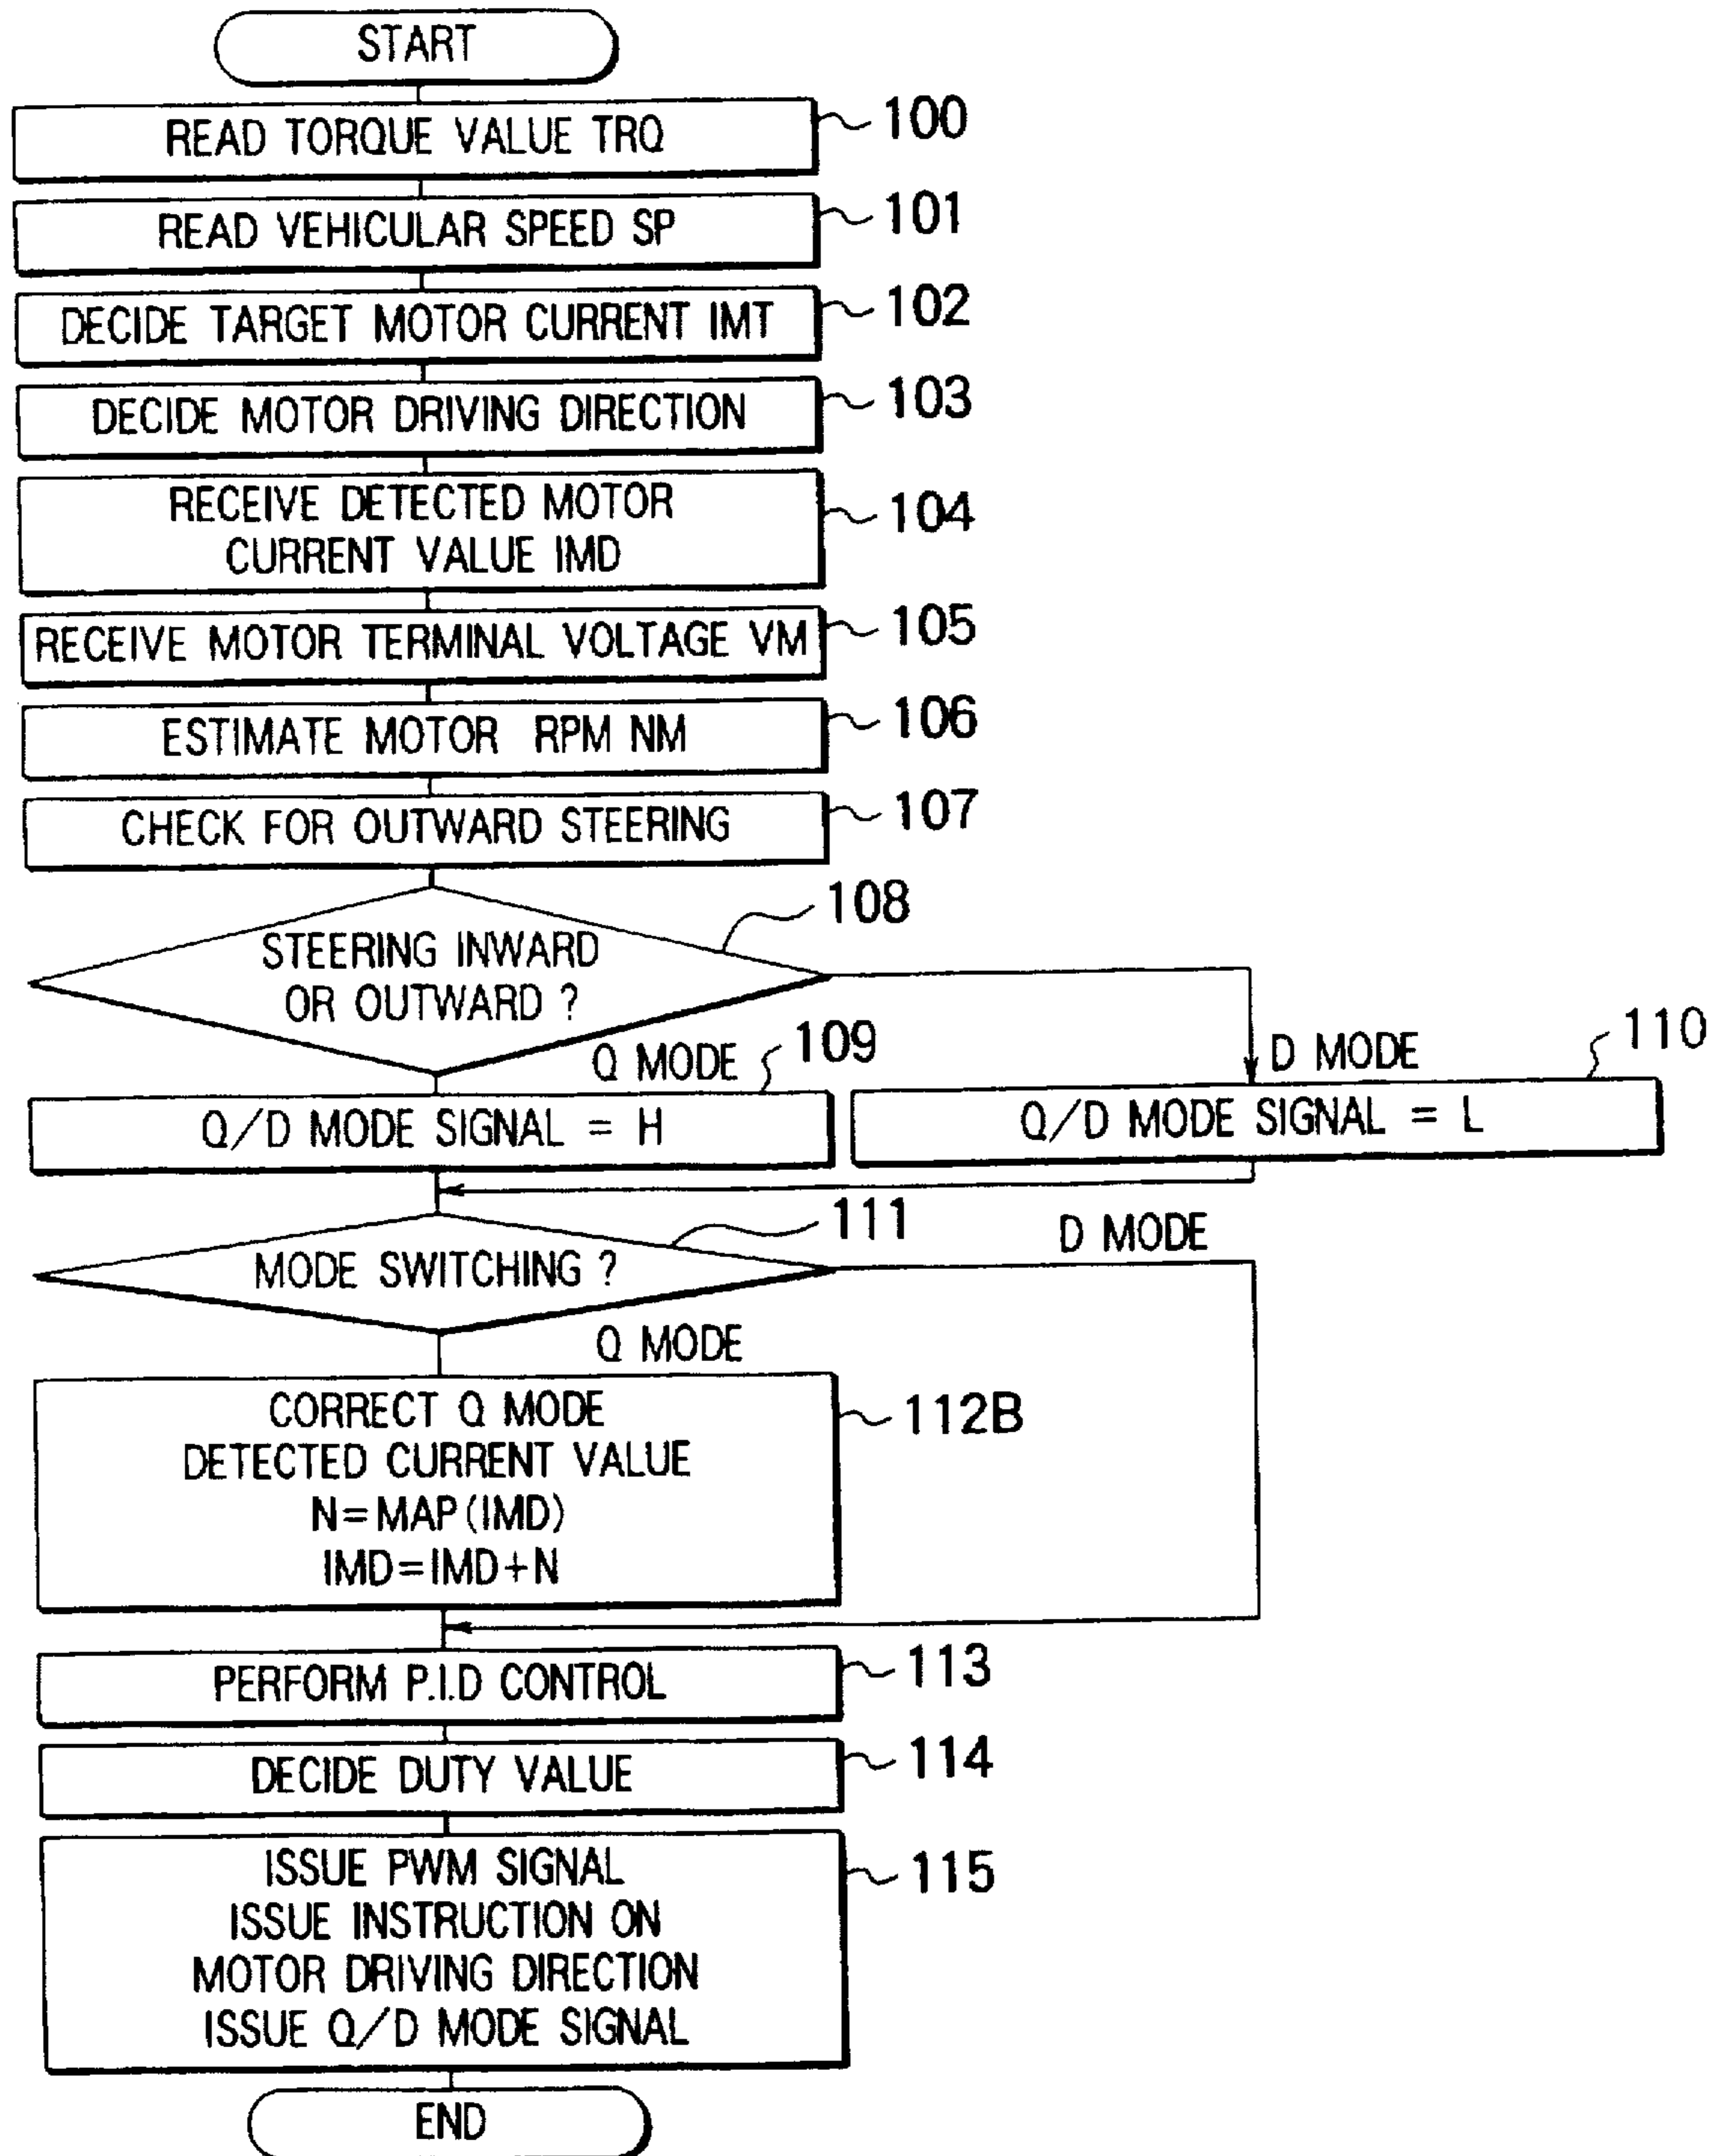 START
READ TORQUE VALUE TRQ
100
READ VEHICULAR SPEED SP
101
DECIDE TARGET MOTOR CURRENT IMT
102
DECIDE MOTOR DRIVING DIRECTION
103
RECEIVE DETECTED MOTOR
CURRENT VALUE IMD
104
RECEIVE MOTOR TERMINAL VOLTAGE VM
105
ESTIMATE MOTOR RPM NM
106
CHECK FOR OUTWARD STEERING
107
108
STEERING INWARD
OR OUTWARD ?
Q MODE
109
D MODE
110
Q/D MODE SIGNAL = H
Q/D MODE SIGNAL = L
111
D MODE
MODE SWITCHING ?
Q MODE
CORRECT Q MODE
DETECTED CURRENT VALUE
N=MAP(IMD)
IMD=IMD+N
112B
PERFORM P.I.D CONTROL
113
DECIDE DUTY VALUE
114
ISSUE PWM SIGNAL
ISSUE INSTRUCTION ON
MOTOR DRIVING DIRECTION
ISSUE Q/D MODE SIGNAL
115
END